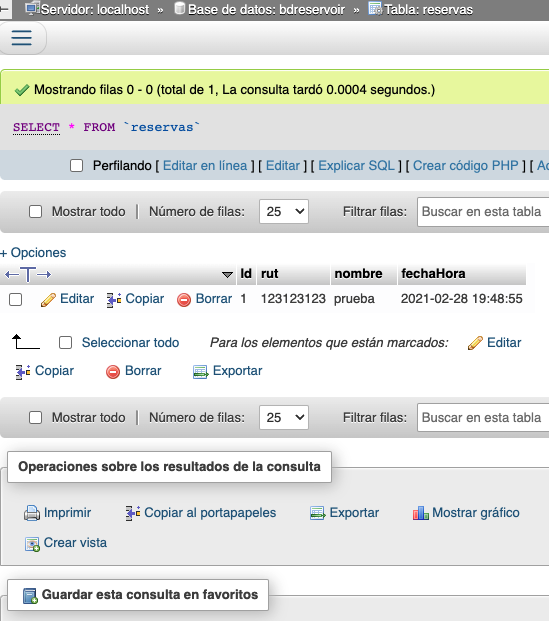 Servidor: localhost » Base de datos: bdreservoir » Tabla: reservas
Mostrando filas 0 - 0 (total de 1, La consulta tardó 0.0004 segundos.)
SELECT * FROM `reservas`
Perfilando [ Editar en línea ] [ Editar ] [ Explicar SQL ] [ Crear código PHP ] [
Mostrar todo | Número de filas: 25 Filtrar filas: Buscar en esta tabla
+ Opciones
←T→ Id rut nombre fechaHora
Editar Copiar Borrar 1 123123123 prueba 2021-02-28 19:48:55
Seleccionar todo Para los elementos que están marcados: Editar
Copiar Borrar Exportar
Mostrar todo | Número de filas: 25 Filtrar filas: Buscar en esta tabla
Operaciones sobre los resultados de la consulta
Imprimir Copiar al portapapeles Exportar Mostrar gráfico
Crear vista
Guardar esta consulta en favoritos